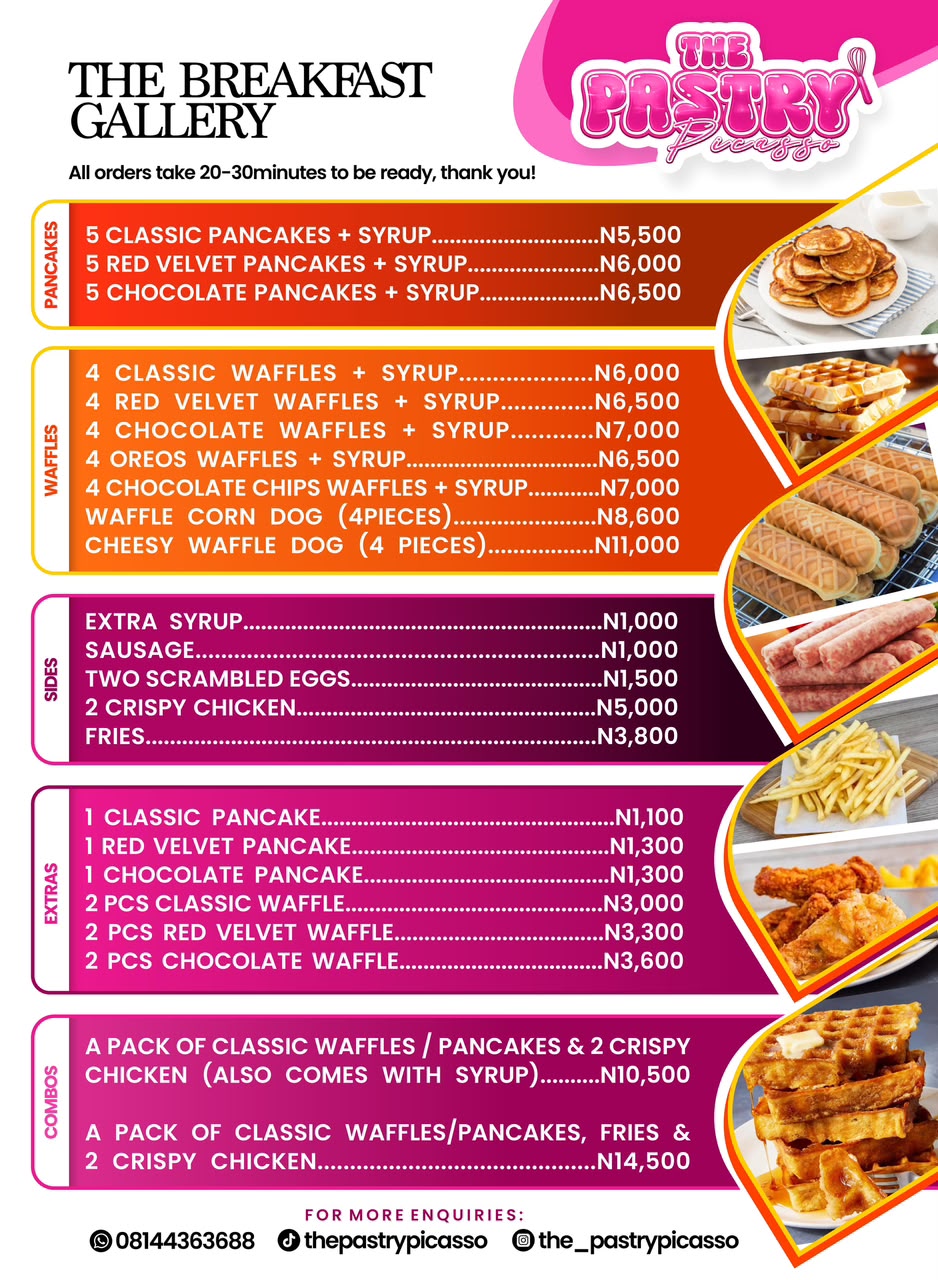 THE BREAKFAST
GALLERY
THE
PASTRY
Picasso
All orders take 20-30minutes to be ready, thank you!
PANCAKES
5 CLASSIC PANCAKES + SYRUP............................N5,500
5 RED VELVET PANCAKES + SYRUP......................N6,000
5 CHOCOLATE PANCAKES + SYRUP....................N6,500
WAFFLES
4 CLASSIC WAFFLES + SYRUP.......................N6,000
4 RED VELVET WAFFLES + SYRUP................N6,500
4 CHOCOLATE WAFFLES + SYRUP..............N7,000
4 OREOS WAFFLES + SYRUP................................N6,500
4 CHOCOLATE CHIPS WAFFLES + SYRUP............N7,000
WAFFLE CORN DOG (4PIECES)........................N8,600
CHEESY WAFFLE DOG (4 PIECES)..................N11,000
SIDES
EXTRA SYRUP............................................................N1,000
SAUSAGE....................................................................N1,000
TWO SCRAMBLED EGGS.........................................N1,500
2 CRISPY CHICKEN..................................................N5,000
FRIES...........................................................................N3,800
EXTRAS
1 CLASSIC PANCAKE.................................................N1,100
1 RED VELVET PANCAKE...........................................N1,300
1 CHOCOLATE PANCAKE.........................................N1,300
2 PCS CLASSIC WAFFLE...........................................N3,000
2 PCS RED VELVET WAFFLE...................................N3,300
2 PCS CHOCOLATE WAFFLE..................................N3,600
COMBOS
A PACK OF CLASSIC WAFFLES / PANCAKES & 2 CRISPY
CHICKEN (ALSO COMES WITH SYRUP)..........N10,500
A PACK OF CLASSIC WAFFLES/PANCAKES, FRIES &
2 CRISPY CHICKEN...............................................N14,500
FOR MORE ENQUIRIES:
08144363688 thepastrypicasso the_pastrypicasso